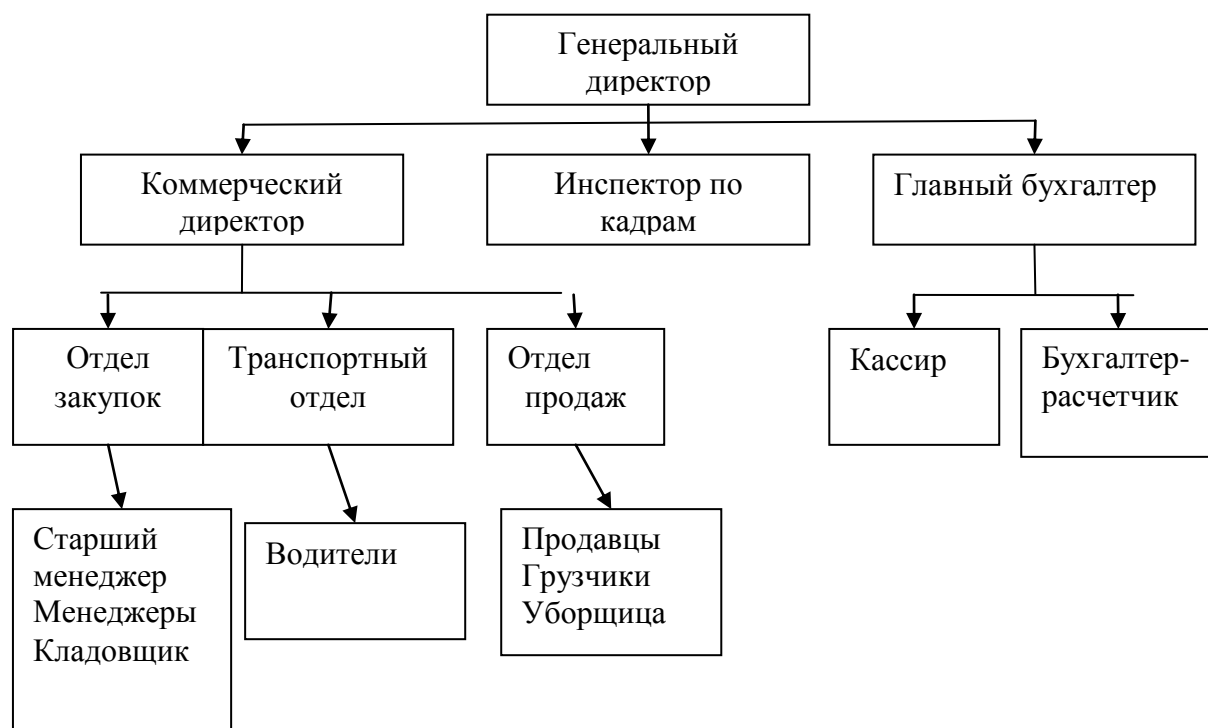 Генеральный
директор
Коммерческий
директор
Инспектор по
кадрам
Главный бухгалтер
Отдел
закупок
Транспортный
отдел
Отдел
продаж
Кассир
Бухгалтер-
расчетчик
Старший
менеджер
Менеджеры
Кладовщик
Водители
Продавцы
Грузчики
Уборщица